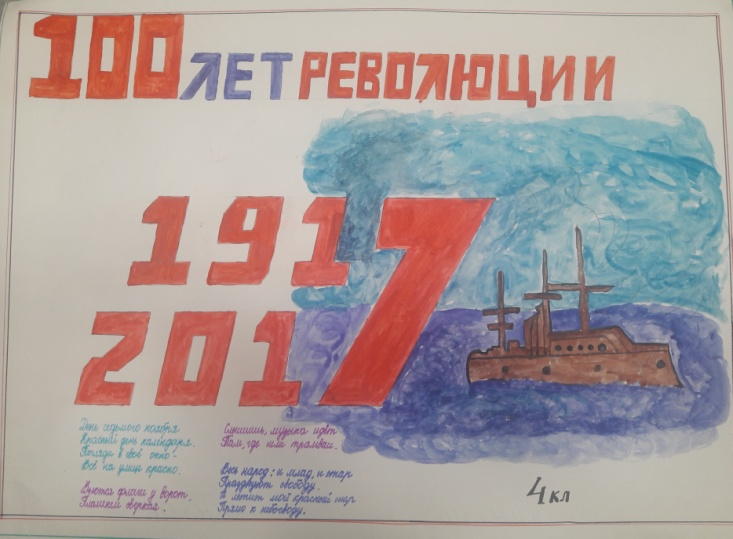 100 ЛЕТ РЕВОЛЮЦИИ
1917
2017
День седьмого ноября
Красный день календаря.
Погляди в своё окно-
Всё на улице красно.
Вьются флаги у ворот.
Пламенем сверкая.
Слышишь, музыка идёт
Там, где шли трамваи.
Весь народ: и млад, и стар
Празднует свободу.
И летит мой красный шар
Прямо к небосводу.
4 кл